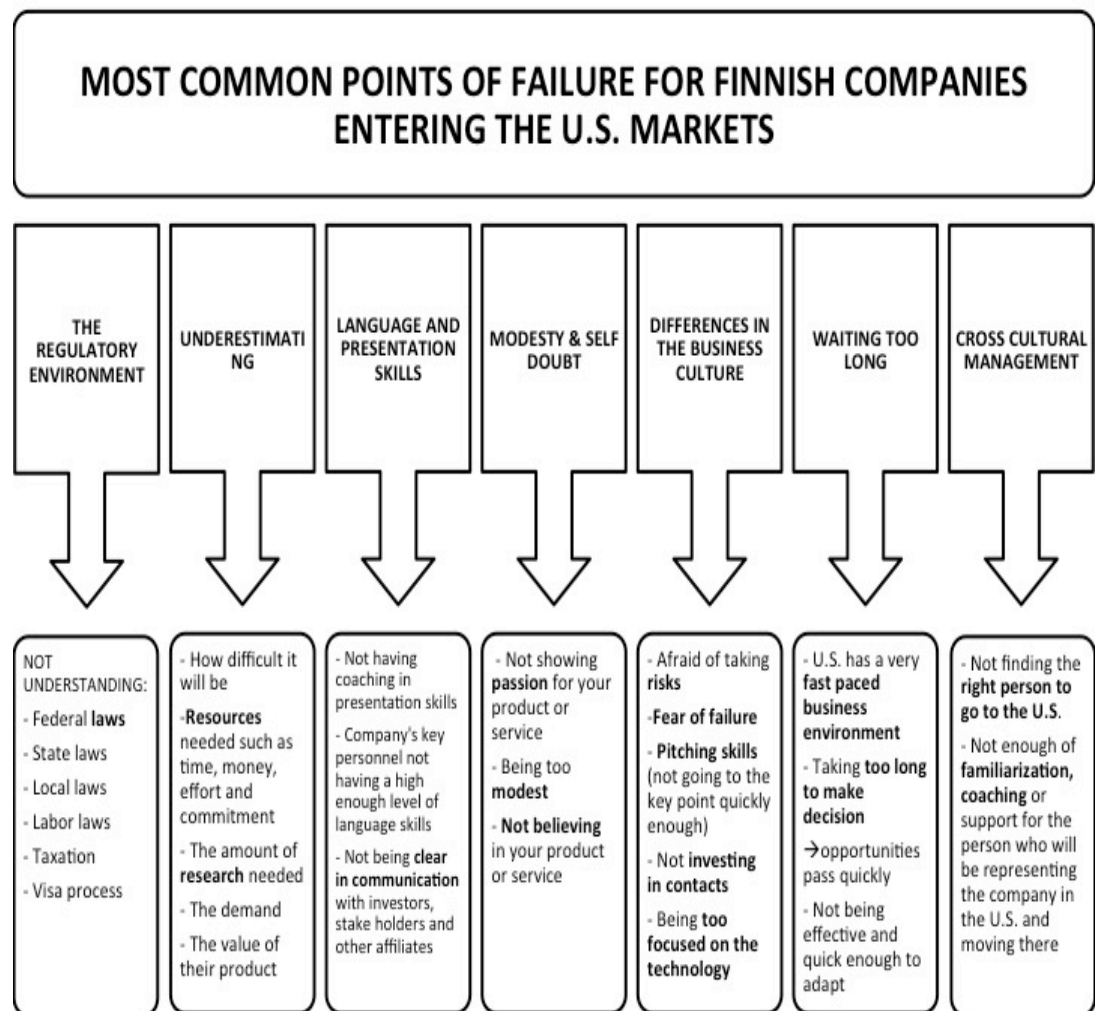 MOST COMMON POINTS OF FAILURE FOR FINNISH COMPANIES
ENTERING THE U.S. MARKETS
THE
REGULATORY
ENVIRONMENT
UNDERESTIMATI
NG
LANGUAGE AND
PRESENTATION
SKILLS
MODESTY & SELF
DOUBT
DIFFERENCES IN
THE BUSINESS
CULTURE
WAITING TOO
LONG
CROSS CULTURAL
MANAGEMENT
NOT
UNDERSTANDING:
- Federal laws
- State laws
- Local laws
- Labor laws
- Taxation
- Visa process
- How difficult it
will be
-Resources
needed such as
time, money,
effort and
commitment
- The amount of
research needed
- The demand
- The value of
their product
- Not having
coaching in
presentation skills
- Company's key
personnel not
having a high
enough level of
language skills
- Not being clear
in communication
with investors,
stake holders and
other affiliates
- Not showing
passion for your
product or
service
- Being too
modest
- Not believing
in your product
or service
- Afraid of taking
risks
-Fear of failure
- Pitching skills
(not going to the
key point quickly
enough)
- Not investing
in contacts
- Being too
focused on the
technology
- U.S. has a very
fast paced
business
environment
- Taking too long
to make
decision
→opportunities
pass quickly
- Not being
effective and
quick enough to
adapt
- Not finding the
right person to
go to the U.S.
- Not enough of
familiarization,
coaching or
support for the
person who will
be representing
the company in
the U.S. and
moving there